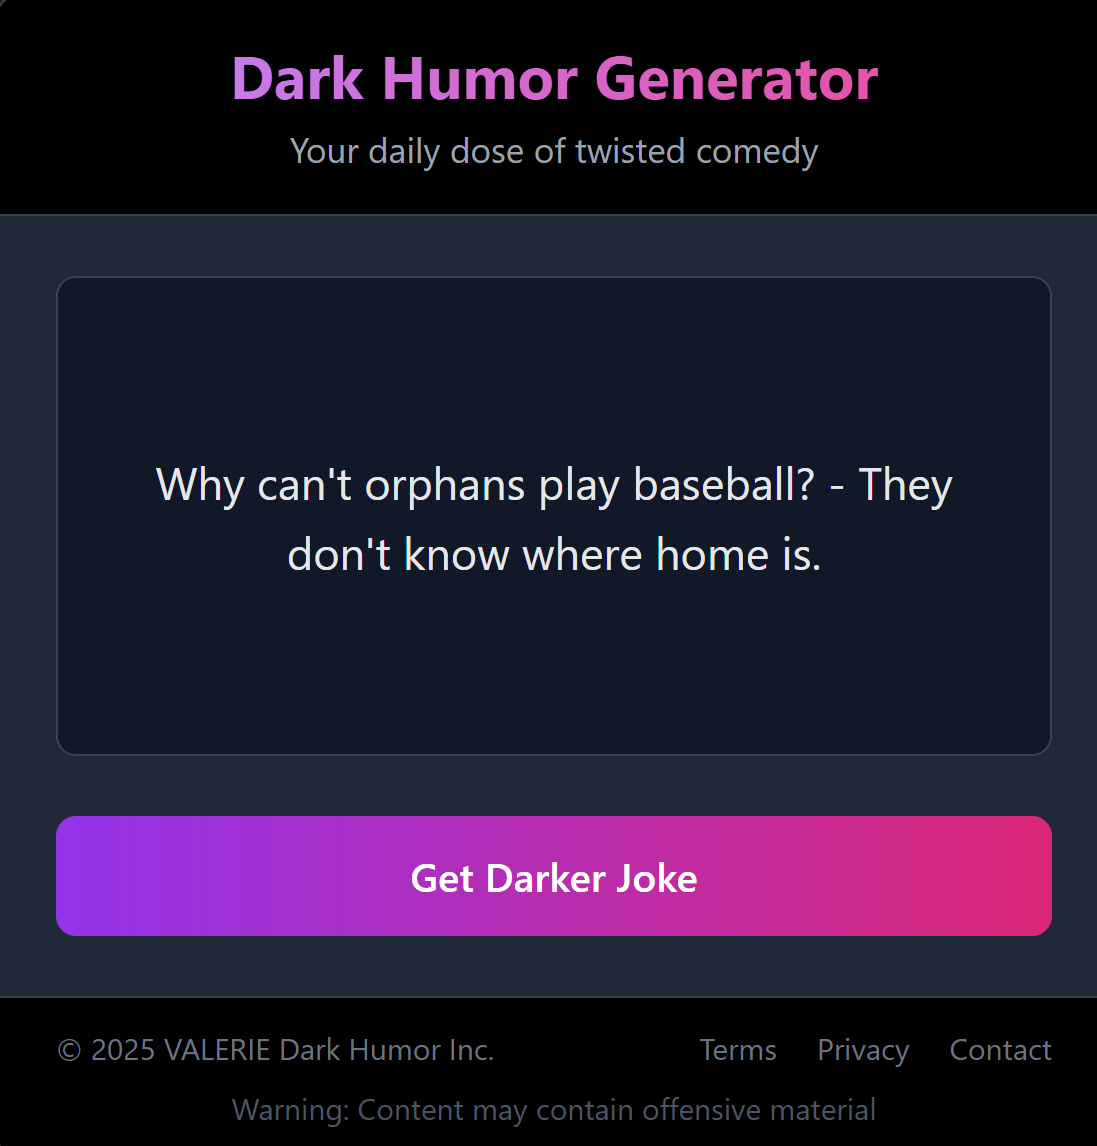 Dark Humor Generator
Your daily dose of twisted comedy
Why can't orphans play baseball? - They
don't know where home is.
Get Darker Joke
© 2025 VALERIE Dark Humor Inc. Terms Privacy Contact
Warning: Content may contain offensive material